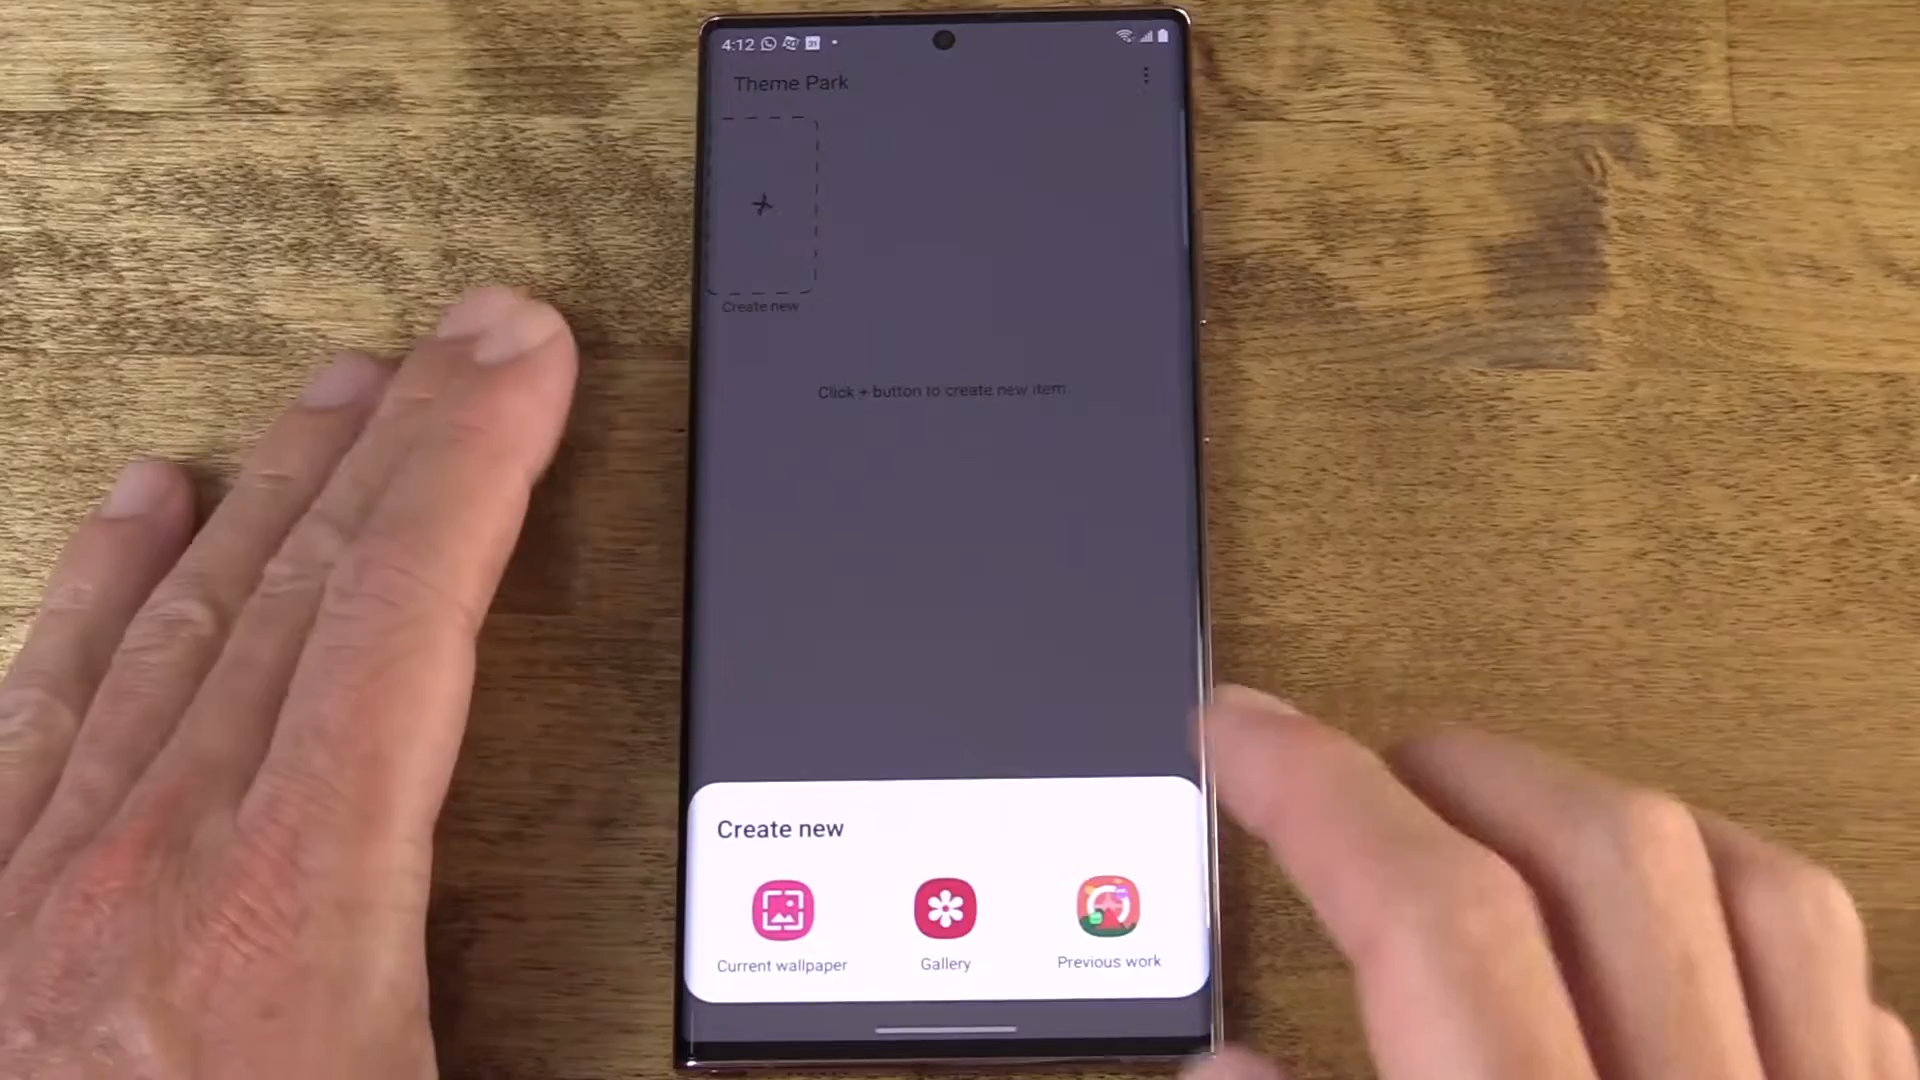 4:12
31
Theme Park
Create new
Click + button to create new item.
Create new
Current wallpaper
Gallery
Previous work